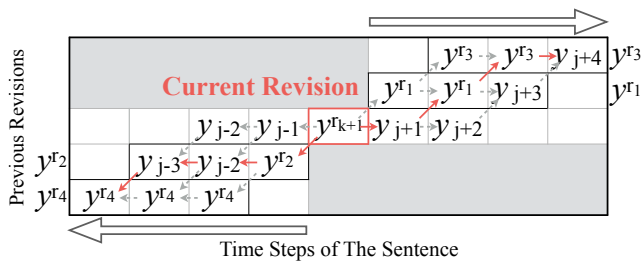 y^r3 y^r3 y j+4 y^r3
Current Revision y^r1 y^r1 y j+3 y^r1
y j-2 y j-1 y^rk+1 y j+1 y j+2
y^r2 y j-3 y j-2 y^r2
y^r4 y^r4 y^r4 y^r4
Previous Revisions
Time Steps of The Sentence